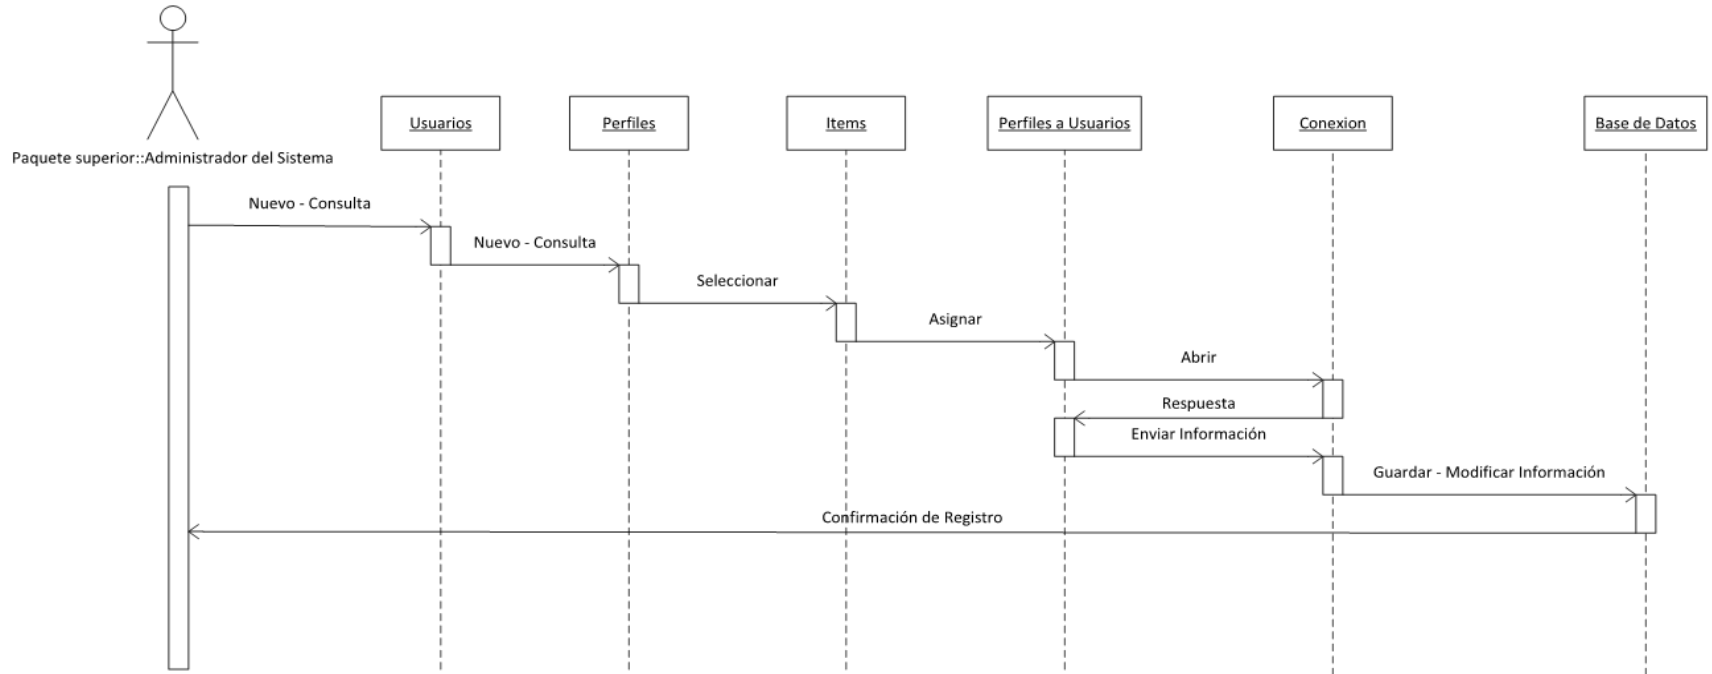 Usuarios
Perfiles
Items
Perfiles a Usuarios
Conexion
Base de Datos
Paquete superior::Administrador del Sistema
Nuevo - Consulta
Nuevo - Consulta
Seleccionar
Asignar
Abrir
Respuesta
Enviar Información
Guardar - Modificar Información
Confirmación de Registro